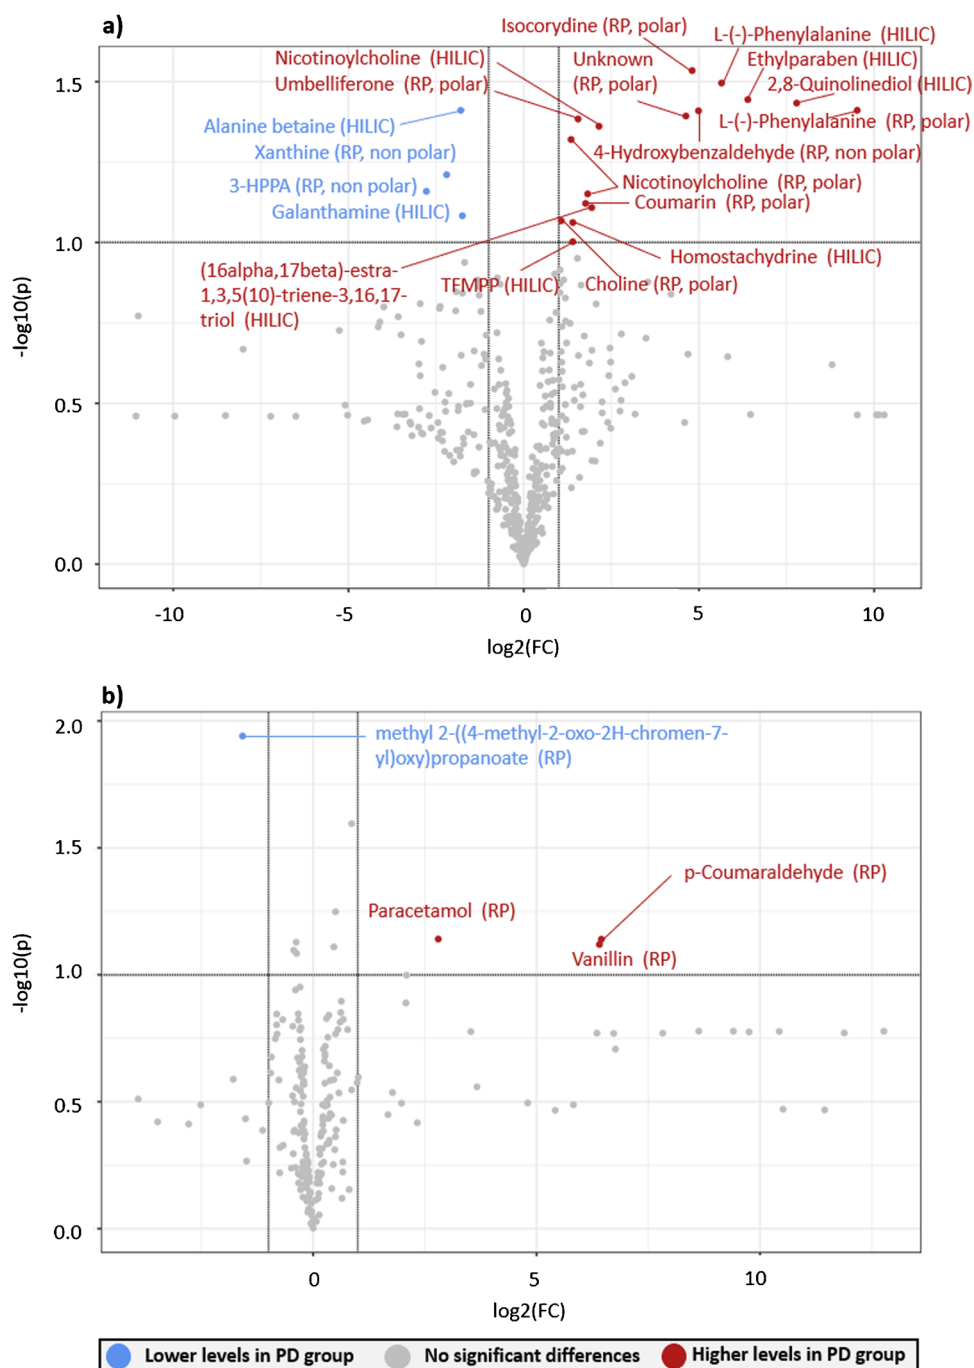 a)
Isocorydine (RP, polar)
L-(-)-Phenylalanine (HILIC)
Nicotinoylcholine (HILIC)
Unknown
(RP, polar)
Ethylparaben (HILIC)
Umbelliferone (RP, polar)
2,8-Quinolinediol (HILIC)
Alanine betaine (HILIC)
L-(-)-Phenylalanine (RP, polar)
Xanthine (RP, non polar)
4-Hydroxybenzaldehyde (RP, non polar)
3-HPPA (RP, non polar)
Nicotinoylcholine (RP, polar)
Galanthamine (HILIC)
Coumarin (RP, polar)
Homostachydrine (HILIC)
(16alpha,17beta)-estra-
1,3,5(10)-triene-3,16,17-
triol (HILIC)
TFMPP (HILIC)
Choline (RP, polar)
1.5
1.0
0.5
0.0
-log10(p)
-10
-5
0
5
10
log2(FC)
b)
methyl 2-((4-methyl-2-oxo-2H-chromen-7-
yl)oxy)propanoate (RP)
p-Coumaraldehyde (RP)
Paracetamol (RP)
Vanillin (RP)
2.0
1.5
1.0
0.5
0.0
-log10(p)
0
5
10
log2(FC)
Lower levels in PD group
No significant differences
Higher levels in PD group